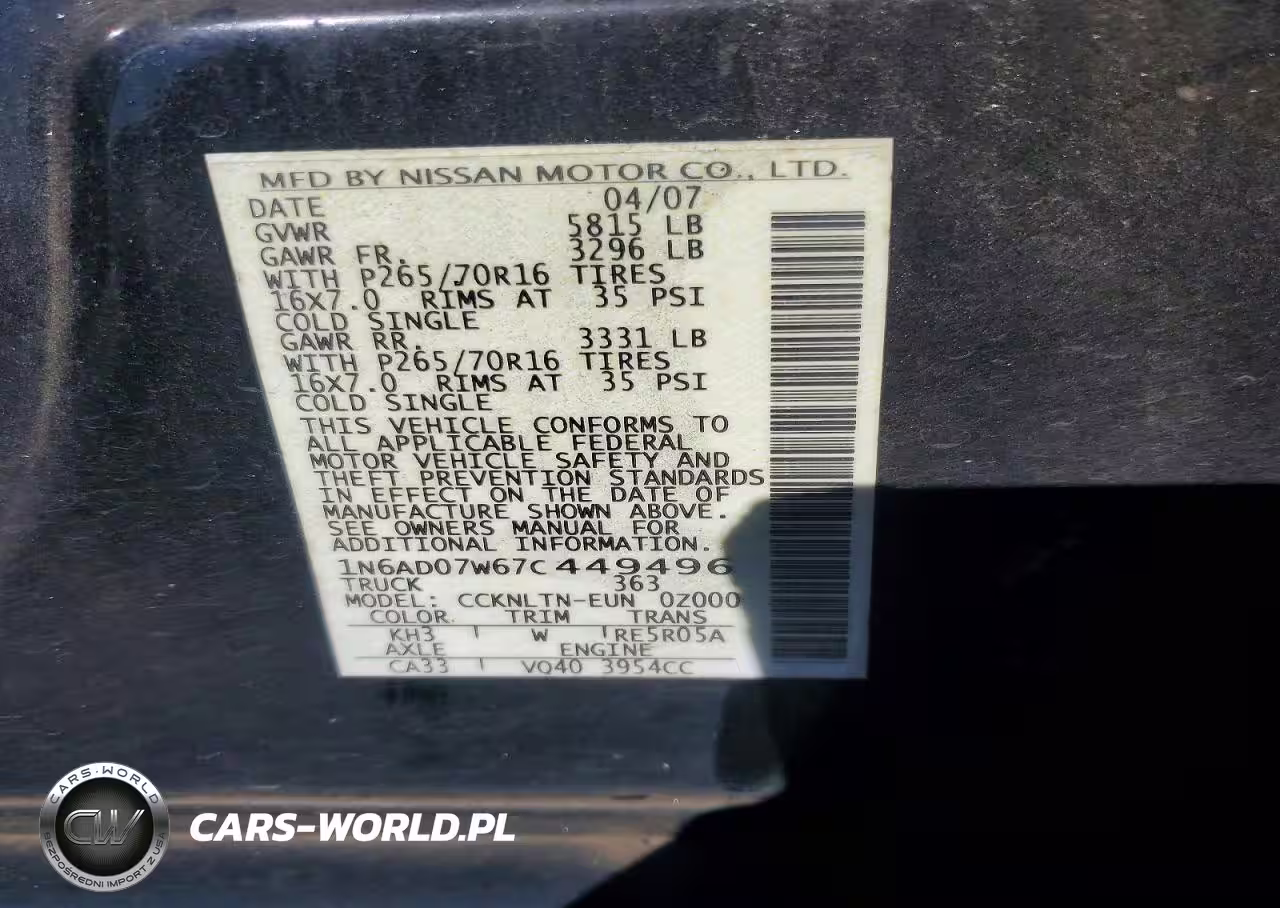 MFD BY NISSAN MOTOR CO., LTD.
DATE 04/07
GVWR 5815 LB
GAWR FR. 3296 LB
WITH P265/70R16 TIRES
16X7.0 RIMS AT 35 PSI
COLD SINGLE
GAWR RR. 3331 LB
WITH P265/70R16 TIRES
16X7.0 RIMS AT 35 PSI
COLD SINGLE
THIS VEHICLE CONFORMS TO
ALL APPLICABLE FEDERAL
MOTOR VEHICLE SAFETY AND
THEFT PREVENTION STANDARDS
IN EFFECT ON THE DATE OF
MANUFACTURE SHOWN ABOVE.
SEE OWNERS MANUAL FOR
ADDITIONAL INFORMATION.
1N6AD07W67C449496
TRUCK 363
MODEL: CCKNLTN-EUN 0Z000
COLOR TRIM TRANS
KH3 W RE5R05A
AXLE ENGINE
CA33 VQ40 3954CC
CARS-WORLD
CW
BEZPOŚREDNI IMPORT Z USA
CARS-WORLD.PL